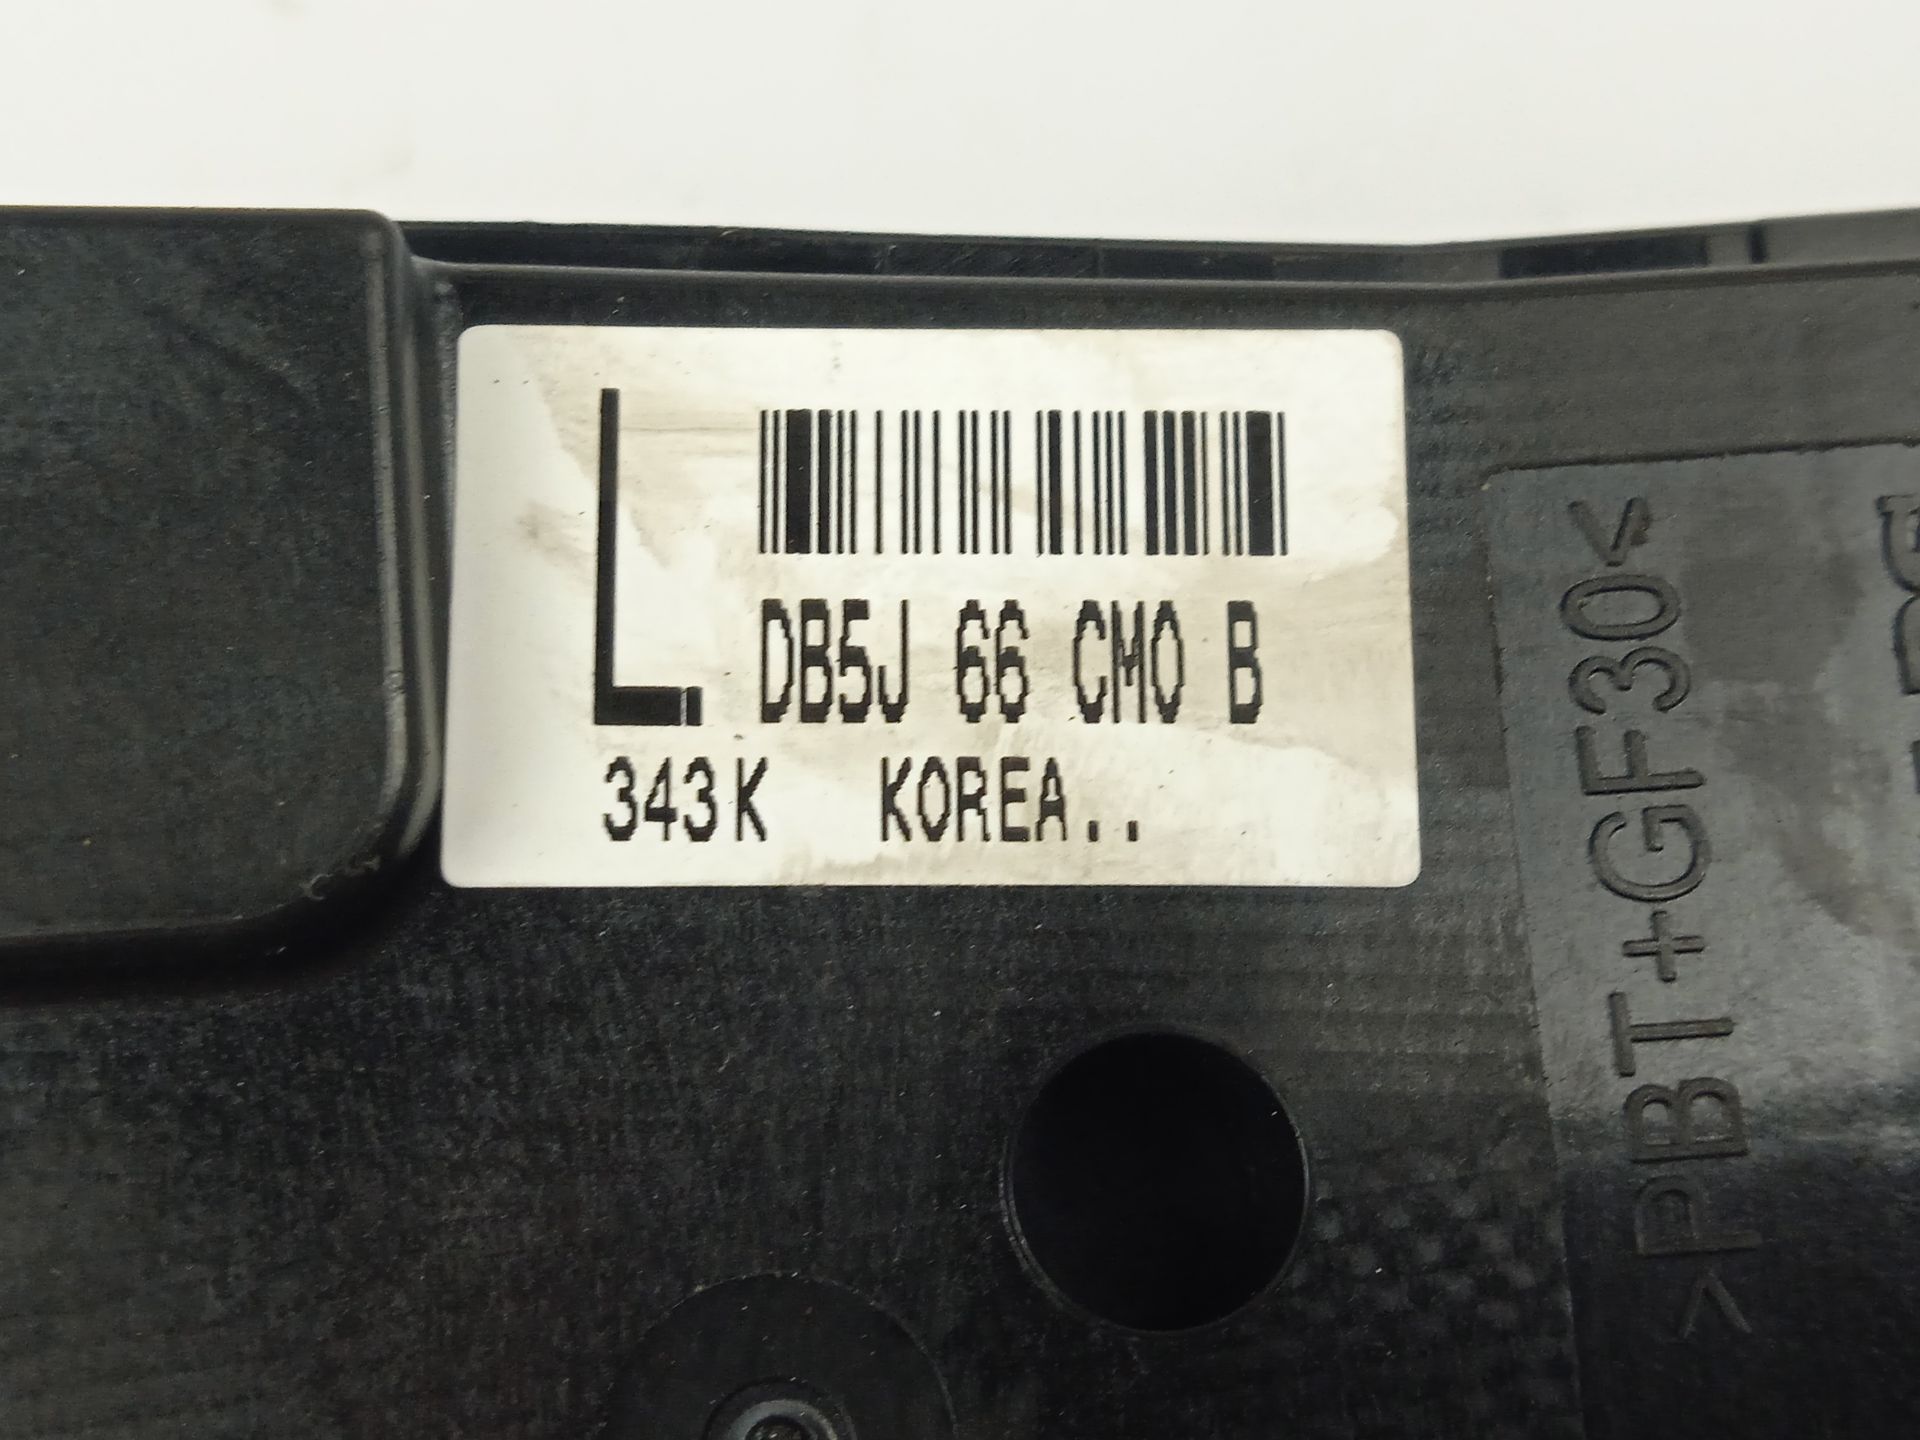 L.
DB5J 66 CM0 B
343K KOREA..
>PBT+GF30<